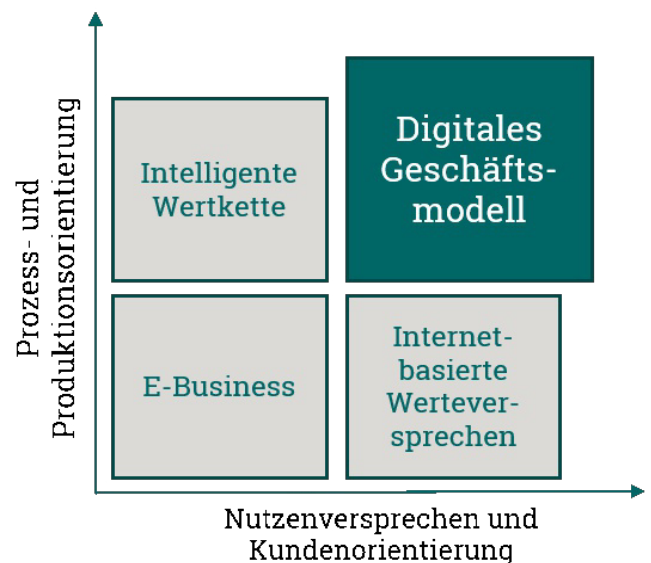 Prozess- und
Produktionsorientierung
Intelligente
Wertkette
Digitales
Geschäfts-
modell
E-Business
Internet-
basierte
Wertever-
sprechen
Nutzenversprechen und
Kundenorientierung